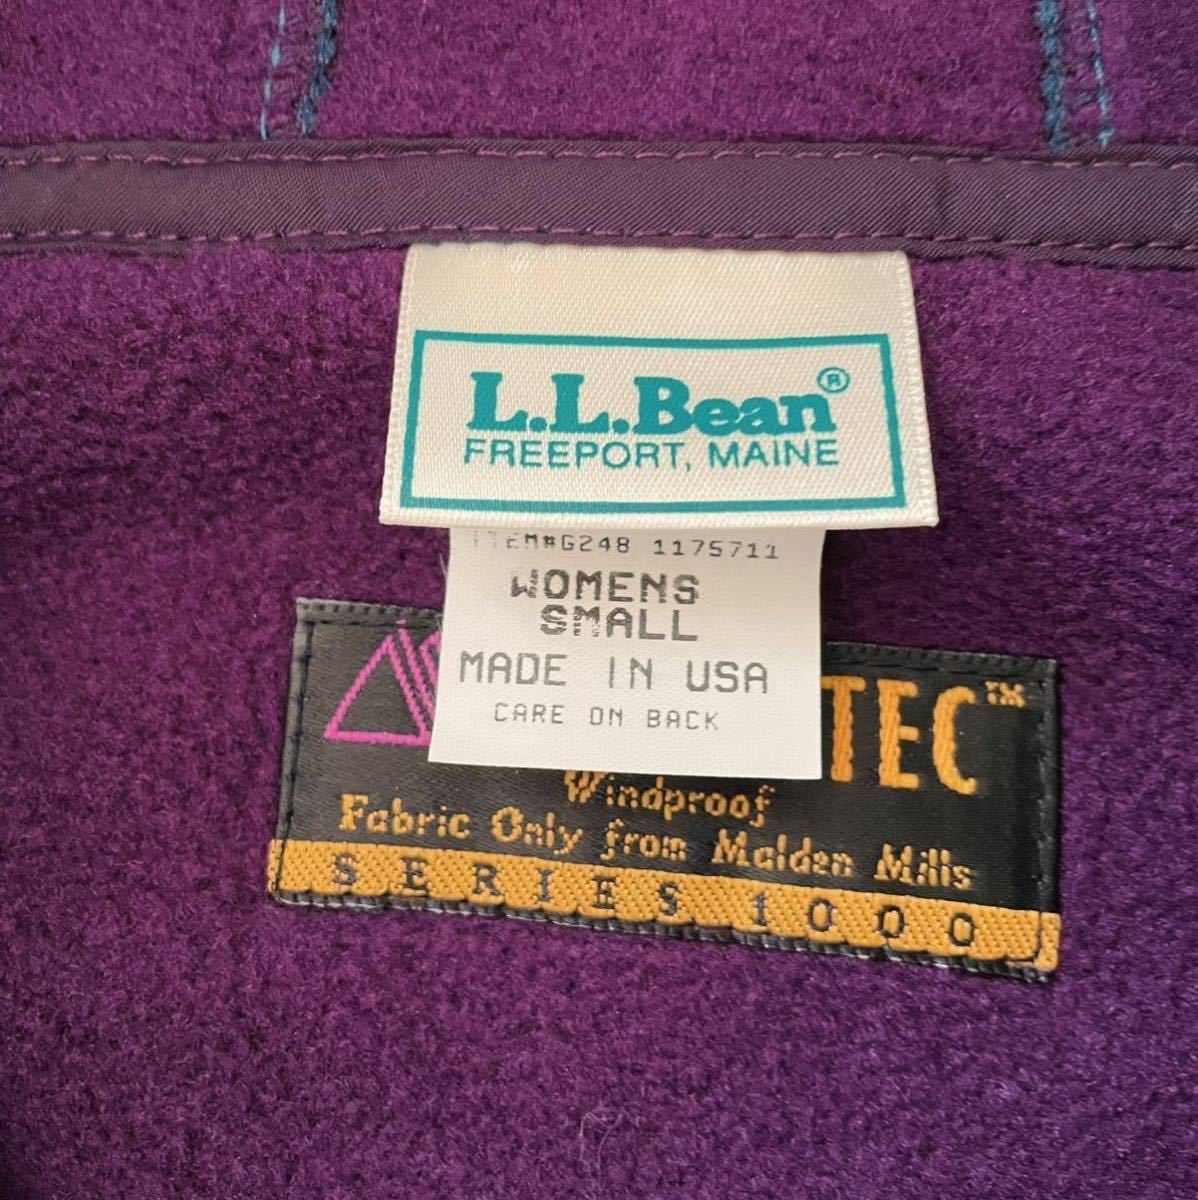 L.L.Bean®
FREEPORT, MAINE
ITEM#G248 1175711
WOMENS
SMALL
MADE IN USA
CARE ON BACK
TEC™
Windproof
Fabric Only from Malden Mills
SERIES 1000